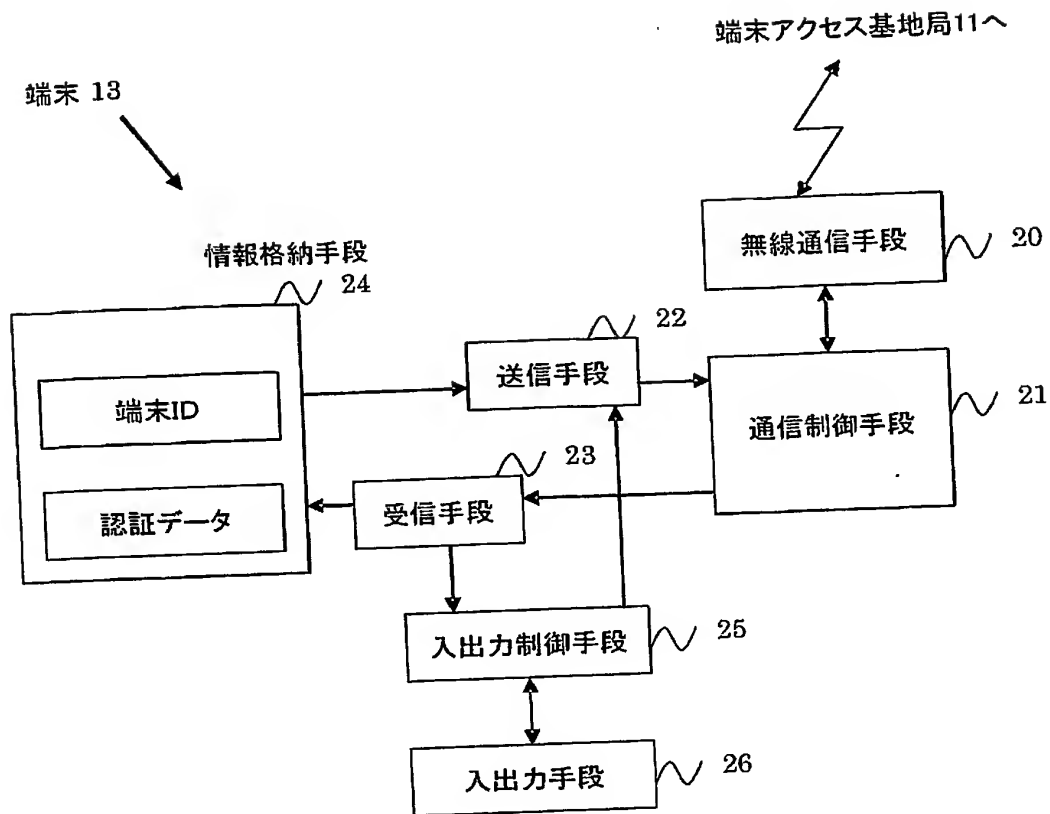 端末アクセス基地局11へ
端末 13
無線通信手段
20
情報格納手段
24
22
送信手段
端末ID
通信制御手段
21
23
受信手段
認証データ
入出力制御手段
25
入出力手段
26